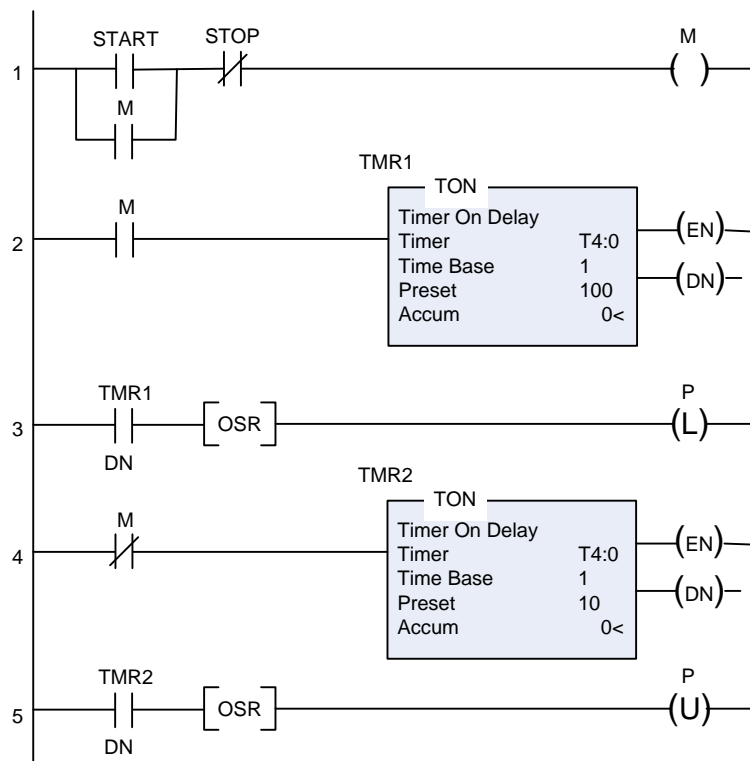 START
STOP
M
1
M
TMR1
TON
M
Timer On Delay
Timer T4:0
EN
2
Time Base 1
DN
Preset 100
Accum 0<
TMR1
P
3
OSR
L
DN
TMR2
TON
M
Timer On Delay
Timer T4:0
EN
4
Time Base 1
DN
Preset 10
Accum 0<
TMR2
P
5
OSR
U
DN